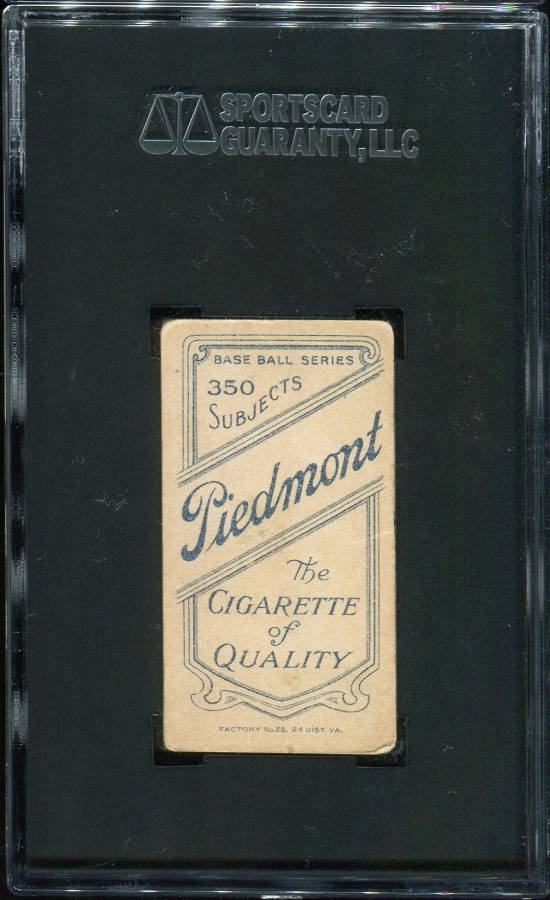 SPORTSCARD
GUARANTY, LLC
BASE BALL SERIES
350
SUBJECTS
Piedmont
The
CIGARETTE
of
QUALITY
FACTORY No.25, 2d DIST. VA.